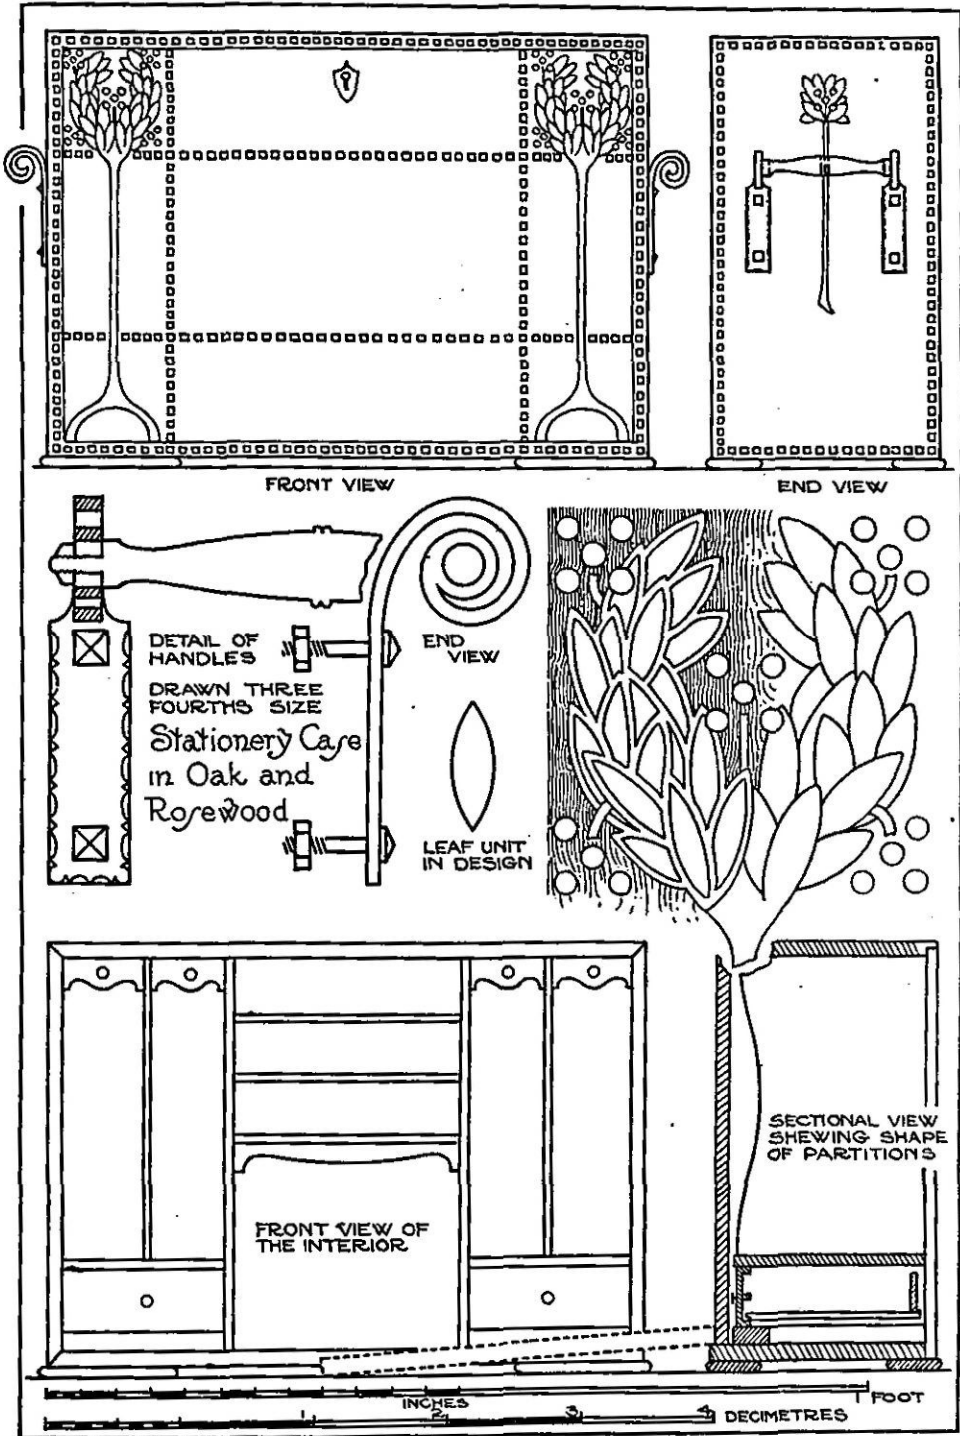 FRONT VIEW
END VIEW
DETAIL OF
HANDLES
DRAWN THREE
FOURTHS SIZE
Stationery Case
in Oak and
Rosewood
END
VIEW
LEAF UNIT
IN DESIGN
FRONT VIEW OF
THE INTERIOR
SECTIONAL VIEW
SHEWING SHAPE
OF PARTITIONS
INCHES
1 FOOT
1 2 3 4 DECIMETRES